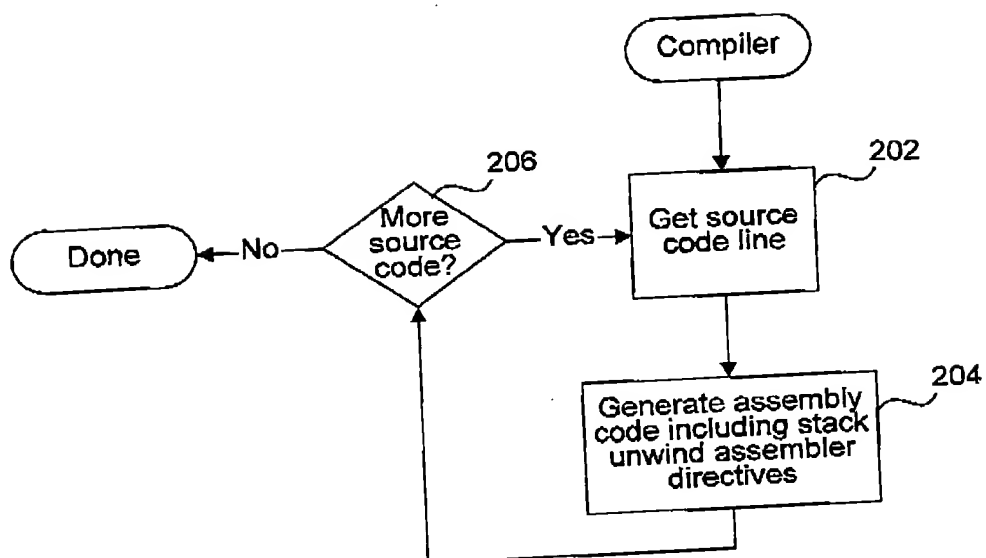 Compiler
202
Get source
code line
206
More
source
code?
Yes
No
Done
204
Generate assembly
code including stack
unwind assembler
directives